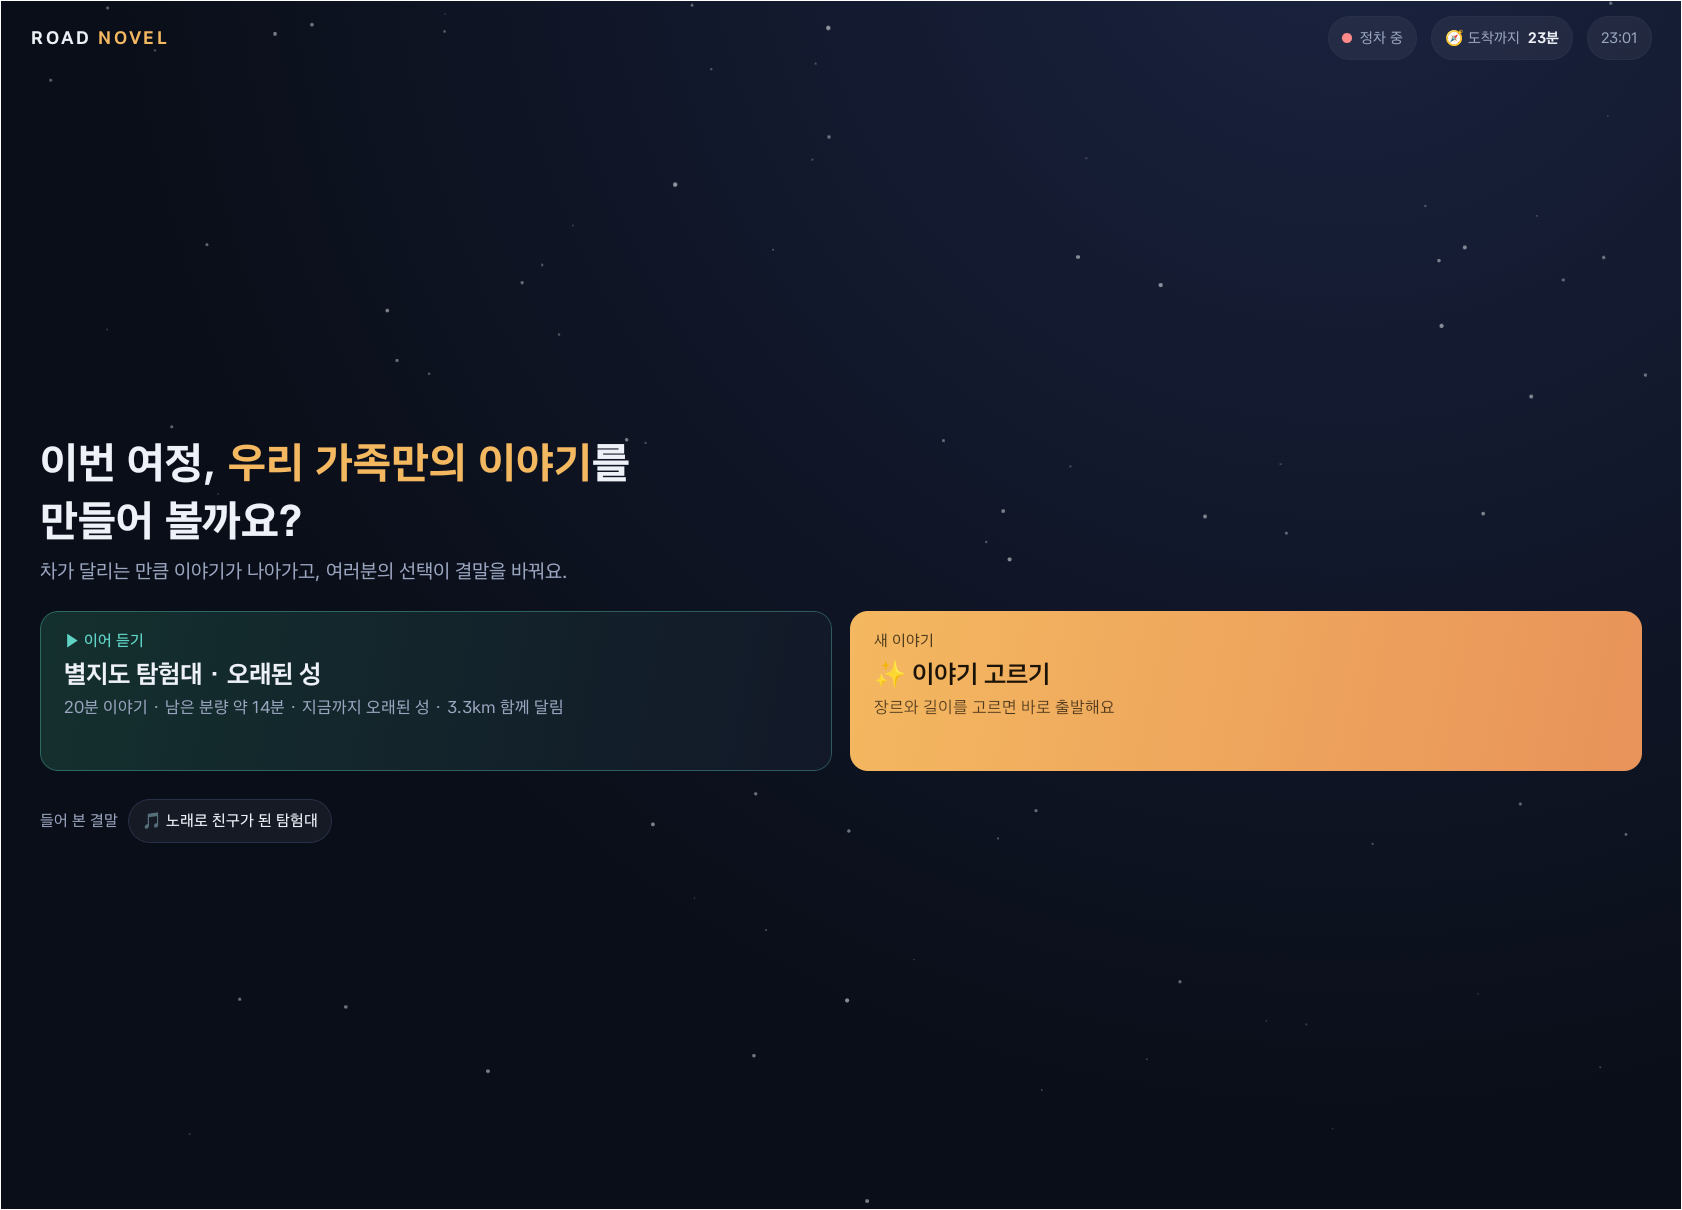 ROAD NOVEL
정차 중
🧭 도착까지 23분
23:01
이번 여정, 우리 가족만의 이야기를
만들어 볼까요?
차가 달리는 만큼 이야기가 나아가고, 여러분의 선택이 결말을 바꿔요.
▶ 이어 듣기
별지도 탐험대 · 오래된 성
20분 이야기 · 남은 분량 약 14분 · 지금까지 오래된 성 · 3.3km 함께 달림
새 이야기
✨ 이야기 고르기
장르와 길이를 고르면 바로 출발해요
들어 본 결말
🎵 노래로 친구가 된 탐험대